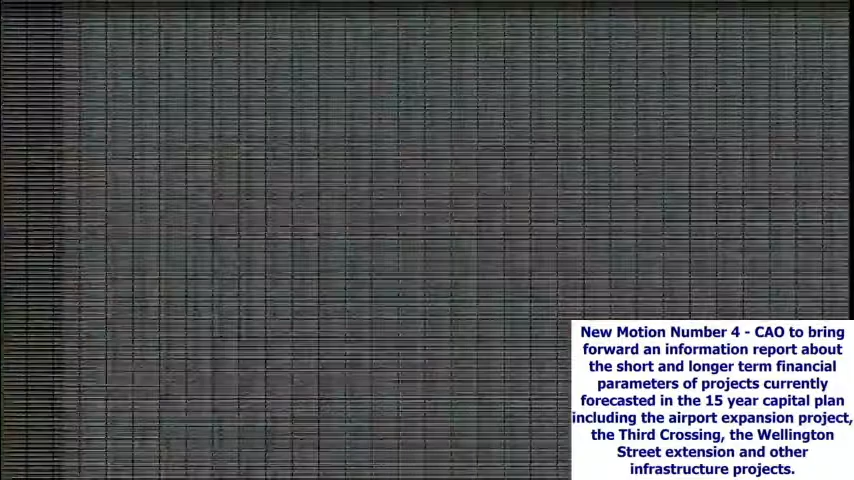 New Motion Number 4 - CAO to bring
forward an information report about
the short and longer term financial
parameters of projects currently
forecasted in the 15 year capital plan
including the airport expansion project,
the Third Crossing, the Wellington
Street extension and other
infrastructure projects.